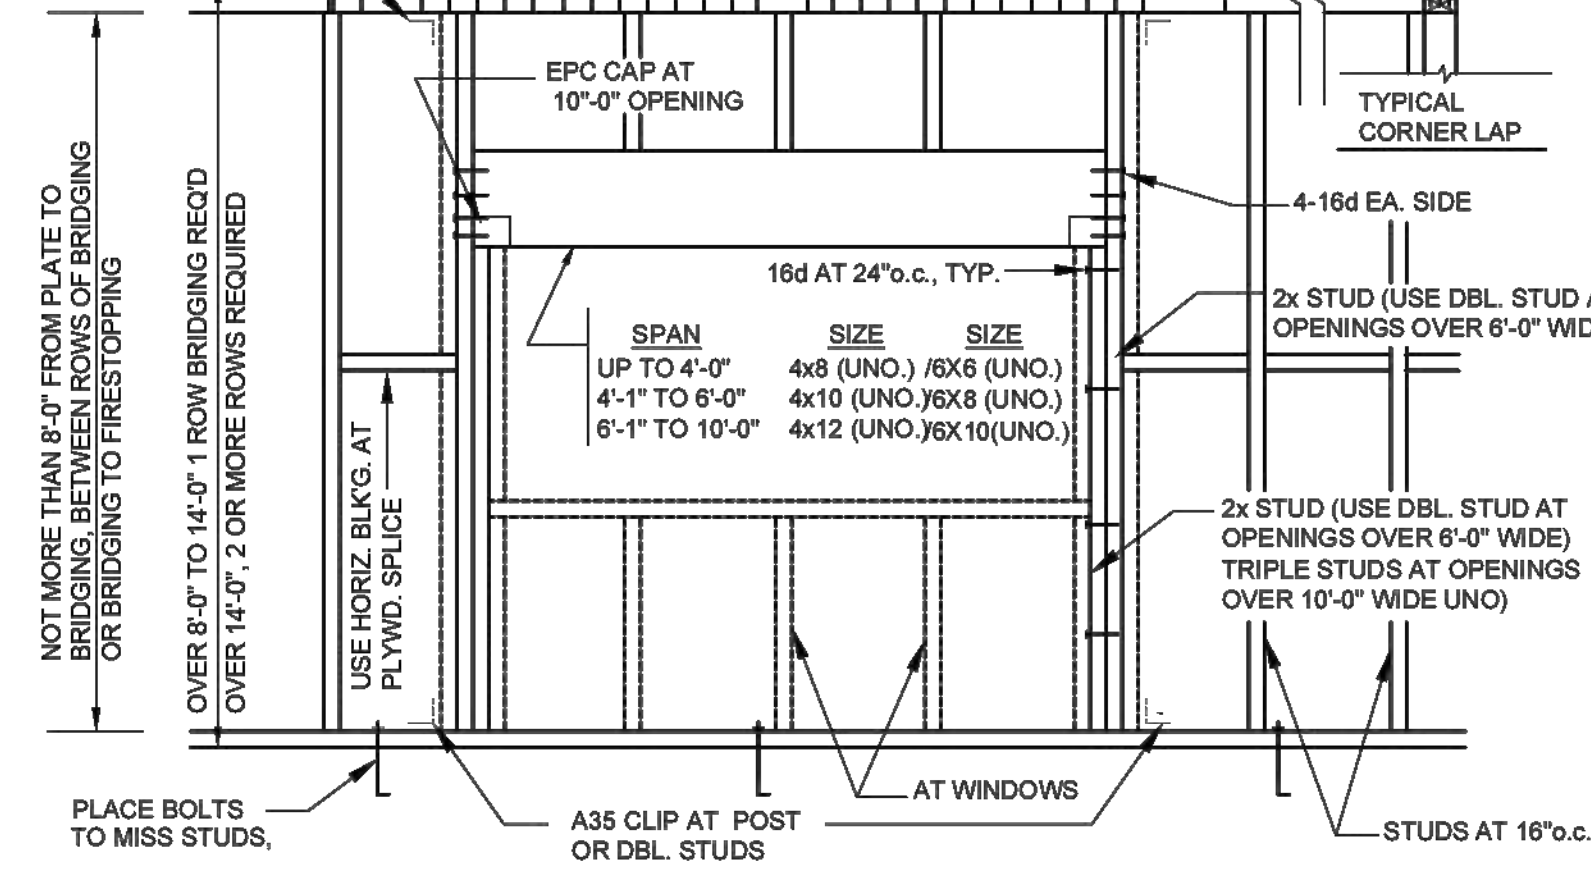 EPC CAP AT
10"-0" OPENING
TYPICAL
CORNER LAP
4-16d EA. SIDE
16d AT 24"o.c., TYP.
2x STUD (USE DBL. STUD
OPENINGS OVER 6'-0" WID
SPAN SIZE SIZE
UP TO 4'-0" 4x8 (UNO.) /6X6 (UNO.)
4'-1" TO 6'-0" 4x10 (UNO.)/6X8 (UNO.)
6'-1" TO 10'-0" 4x12 (UNO.)/6X10(UNO.)
NOT MORE THAN 8'-0" FROM PLATE TO
BRIDGING, BETWEEN ROWS OF BRIDGING
OR BRIDGING TO FIRESTOPPING
OVER 8'-0" TO 14'-0" 1 ROW BRIDGING REQ'D
OVER 14'-0", 2 OR MORE ROWS REQUIRED
USE HORIZ. BLK'G. AT
PLYWD. SPLICE
2x STUD (USE DBL. STUD AT
OPENINGS OVER 6'-0" WIDE)
TRIPLE STUDS AT OPENINGS
OVER 10'-0" WIDE UNO)
AT WINDOWS
PLACE BOLTS
TO MISS STUDS,
A35 CLIP AT POST
OR DBL. STUDS
STUDS AT 16"o.c.